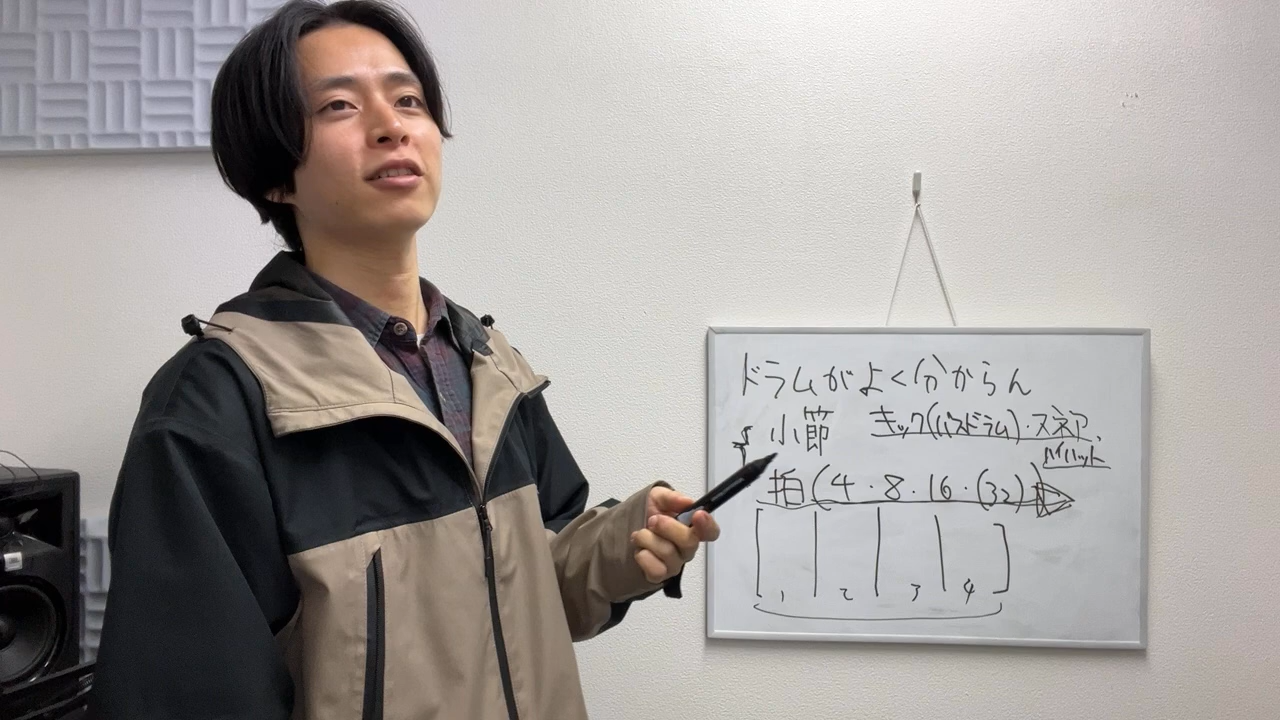 ドラムがよく分からん
小節 キック(バスドラム)・スネア、
ハイハット
拍(4・8・16・(32))
1 2 3 4